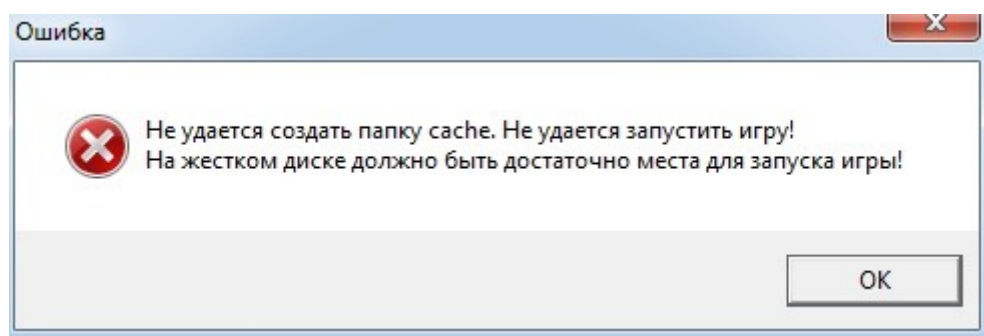 Ошибка
Не удается создать папку cache. Не удается запустить игру!
На жестком диске должно быть достаточно места для запуска игры!
OK